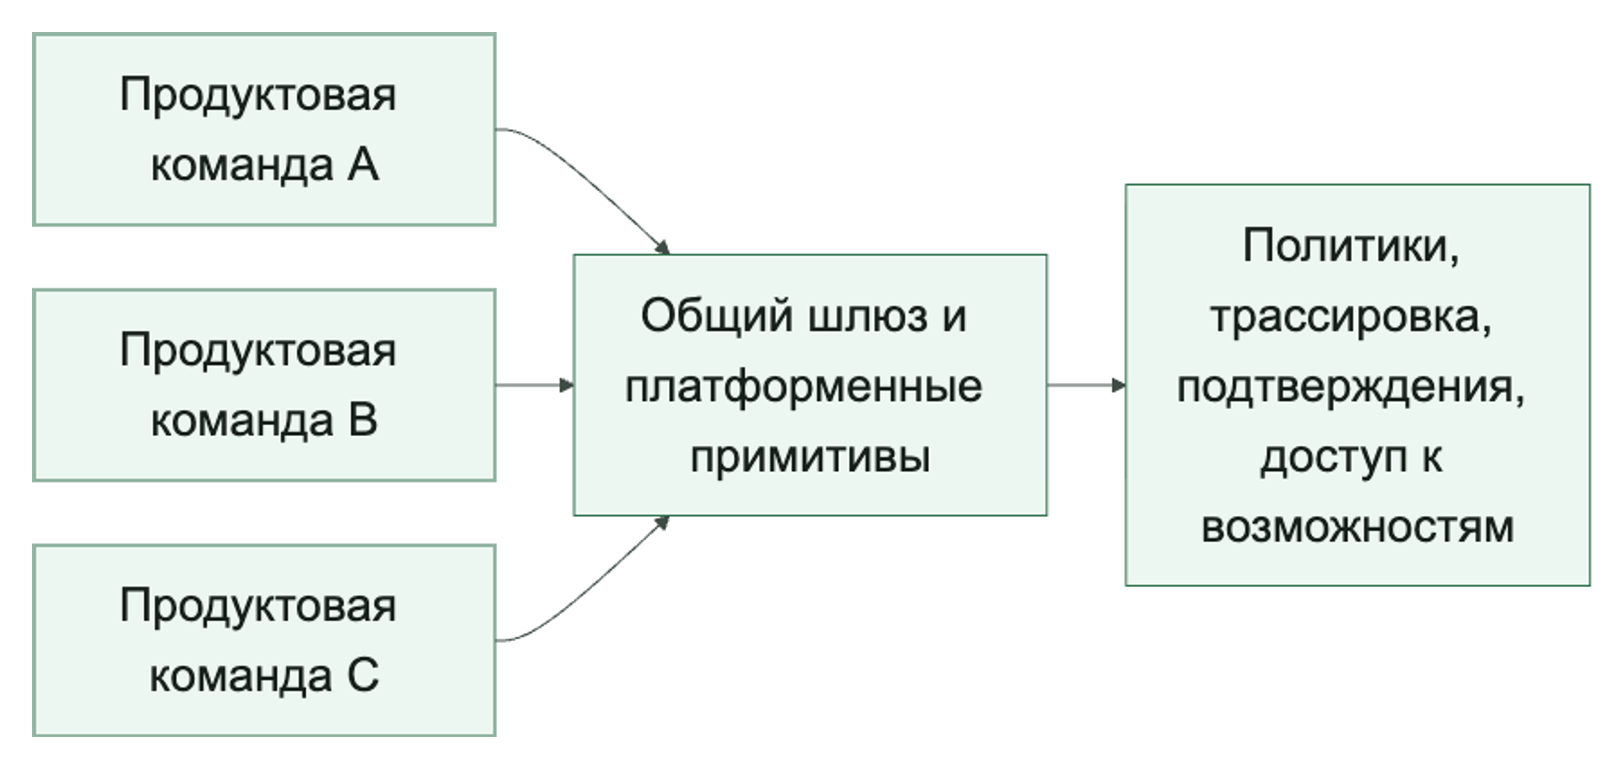 Продуктовая
команда A
Продуктовая
команда B
Продуктовая
команда C
Общий шлюз и
платформенные
примитивы
Политики,
трассировка,
подтверждения,
доступ к
возможностям